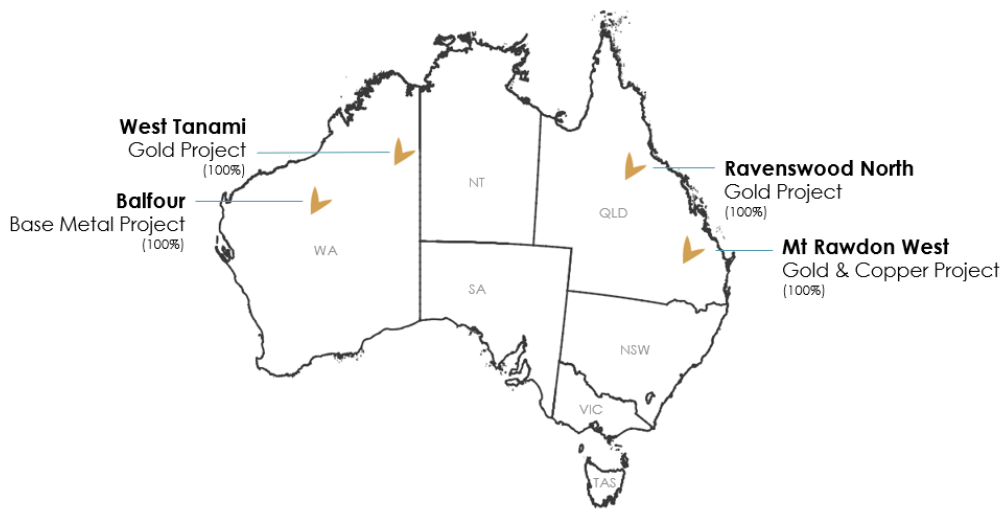 West Tanami
Gold Project
(100%)
Balfour
Base Metal Project
(100%)
Ravenswood North
Gold Project
(100%)
Mt Rawdon West
Gold & Copper Project
(100%)
NT
QLD
WA
SA
NSW
VIC
TAS